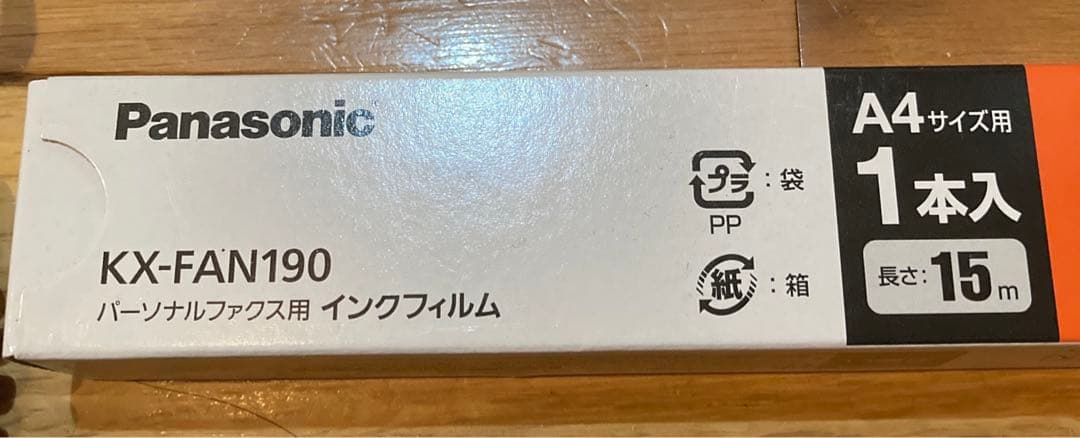 Panasonic
KX-FAN190
パーソナルファクス用 インクフィルム
プラ : 袋
PP
紙 : 箱
A4サイズ用
1本入
長さ: 15m